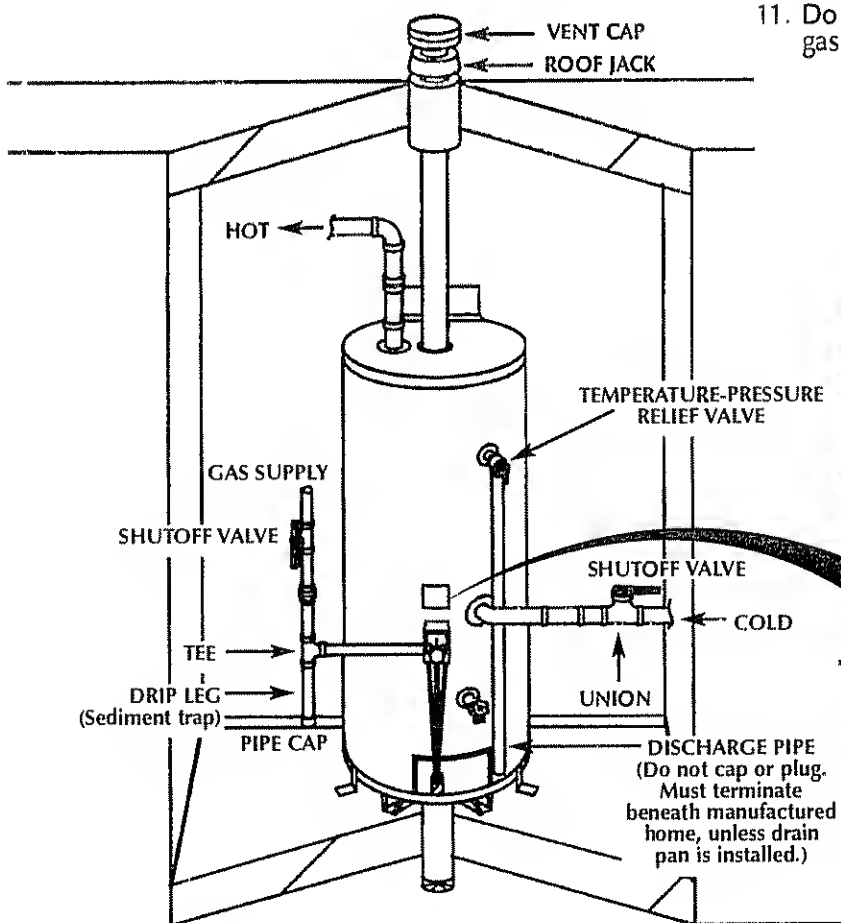 11. Do
gas
VENT CAP
ROOF JACK
HOT
TEMPERATURE-PRESSURE
RELIEF VALVE
GAS SUPPLY
SHUTOFF VALVE
SHUTOFF VALVE
COLD
TEE
UNION
DRIP LEG
(Sediment trap)
PIPE CAP
DISCHARGE PIPE
(Do not cap or plug.
Must terminate
beneath manufactured
home, unless drain
pan is installed.)